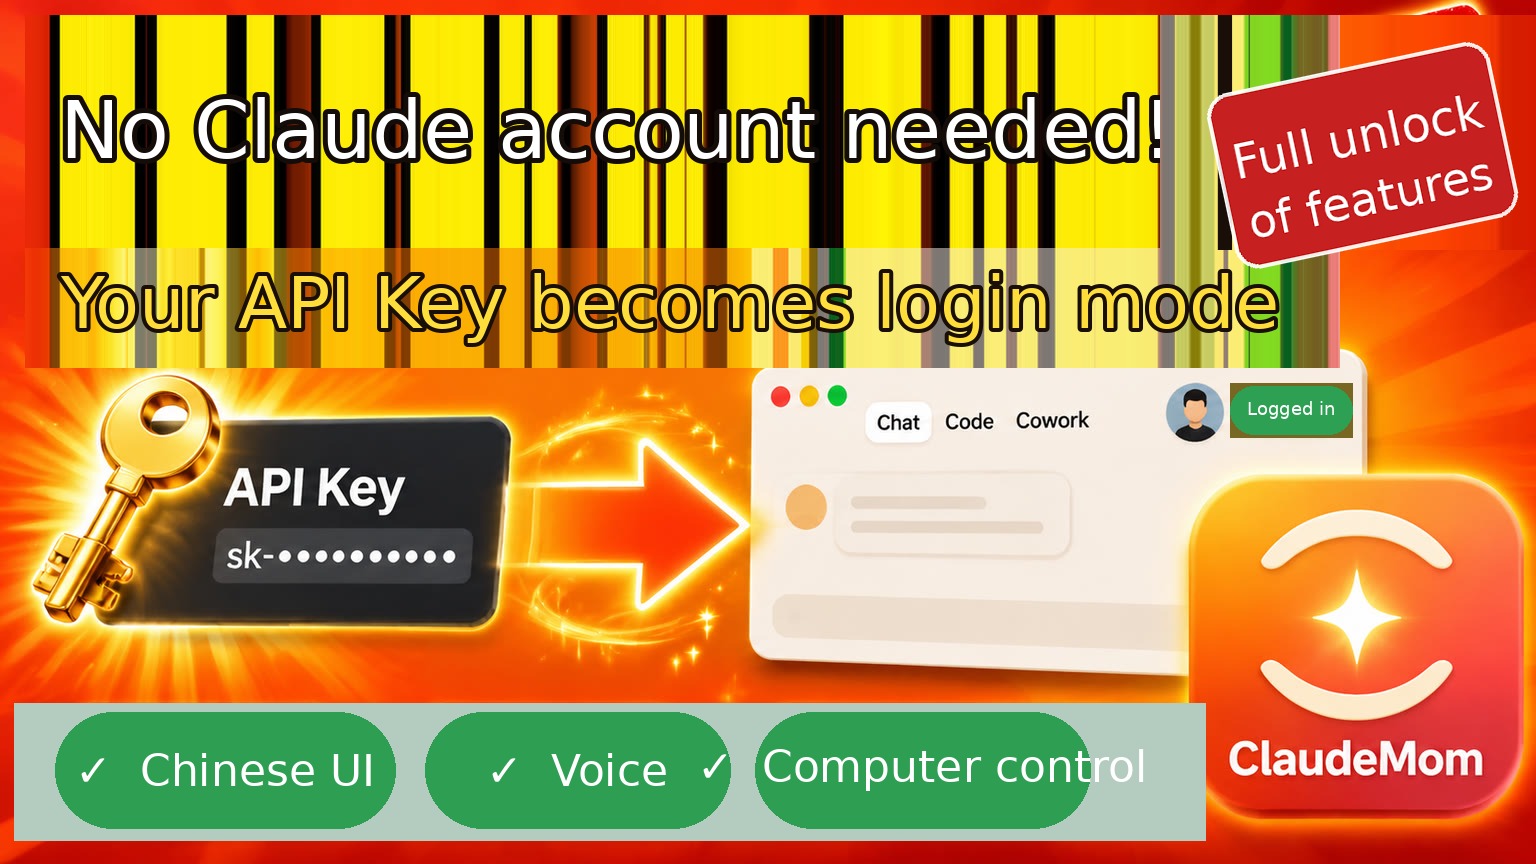 No Claude account needed!
Full unlock
of features
Your API Key becomes login mode
Chat Code Cowork
Logged in
API Key
sk-••••••••••
ClaudeMom
✓ Chinese UI
✓ Voice
✓ Computer control